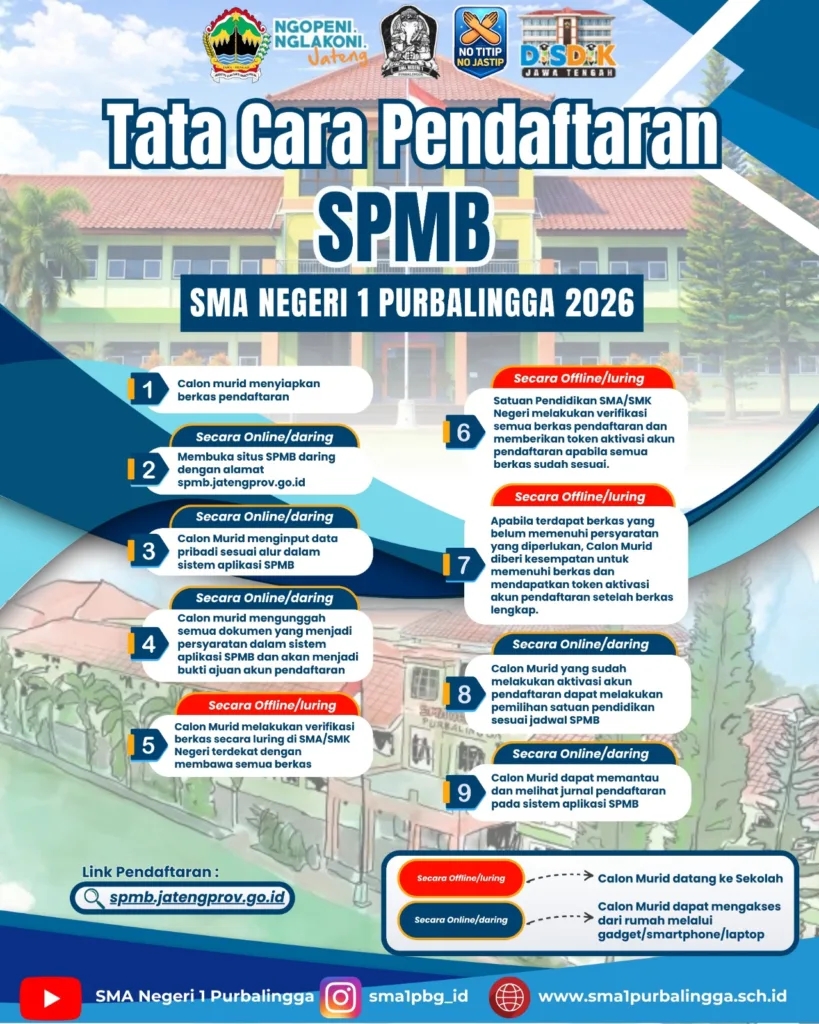 NGOPENI.
NGLAKONI.
Jateng
SMA NEGERI 1
PURBALINGGA
NO TITIP
NO JASTIP
DISDIK
JAWA TENGAH
Tata Cara Pendaftaran
SPMB
SMA NEGERI 1 PURBALINGGA 2026
1
Calon murid menyiapkan
berkas pendaftaran
Secara Online/daring
2
Membuka situs SPMB daring
dengan alamat
spmb.jatengprov.go.id
Secara Online/daring
3
Calon Murid menginput data
pribadi sesuai alur dalam
sistem aplikasi SPMB
Secara Online/daring
4
Calon murid mengunggah
semua dokumen yang menjadi
persyaratan dalam sistem
aplikasi SPMB dan akan menjadi
bukti ajuan akun pendaftaran
Secara Offline/luring
5
Calon Murid melakukan verifikasi
berkas secara luring di SMA/SMK
Negeri terdekat dengan
membawa semua berkas
Secara Offline/luring
6
Satuan Pendidikan SMA/SMK
Negeri melakukan verifikasi
semua berkas pendaftaran dan
memberikan token aktivasi akun
pendaftaran apabila semua
berkas sudah sesuai.
Secara Offline/luring
7
Apabila terdapat berkas yang
belum memenuhi persyaratan
yang diperlukan, Calon Murid
diberi kesempatan untuk
memenuhi berkas dan
mendapatkan token aktivasi
akun pendaftaran setelah berkas
lengkap.
Secara Online/daring
8
Calon Murid yang sudah
melakukan aktivasi akun
pendaftaran dapat melakukan
pemilihan satuan pendidikan
sesuai jadwal SPMB
Secara Online/daring
9
Calon Murid dapat memantau
dan melihat jurnal pendaftaran
pada sistem aplikasi SPMB
Link Pendaftaran :
spmb.jatengprov.go.id
Secara Offline/luring
Calon Murid datang ke Sekolah
Secara Online/daring
Calon Murid dapat mengakses
dari rumah melalui
gadget/smartphone/laptop
SMA Negeri 1 Purbalingga
sma1pbg_id
www.sma1purbalingga.sch.id